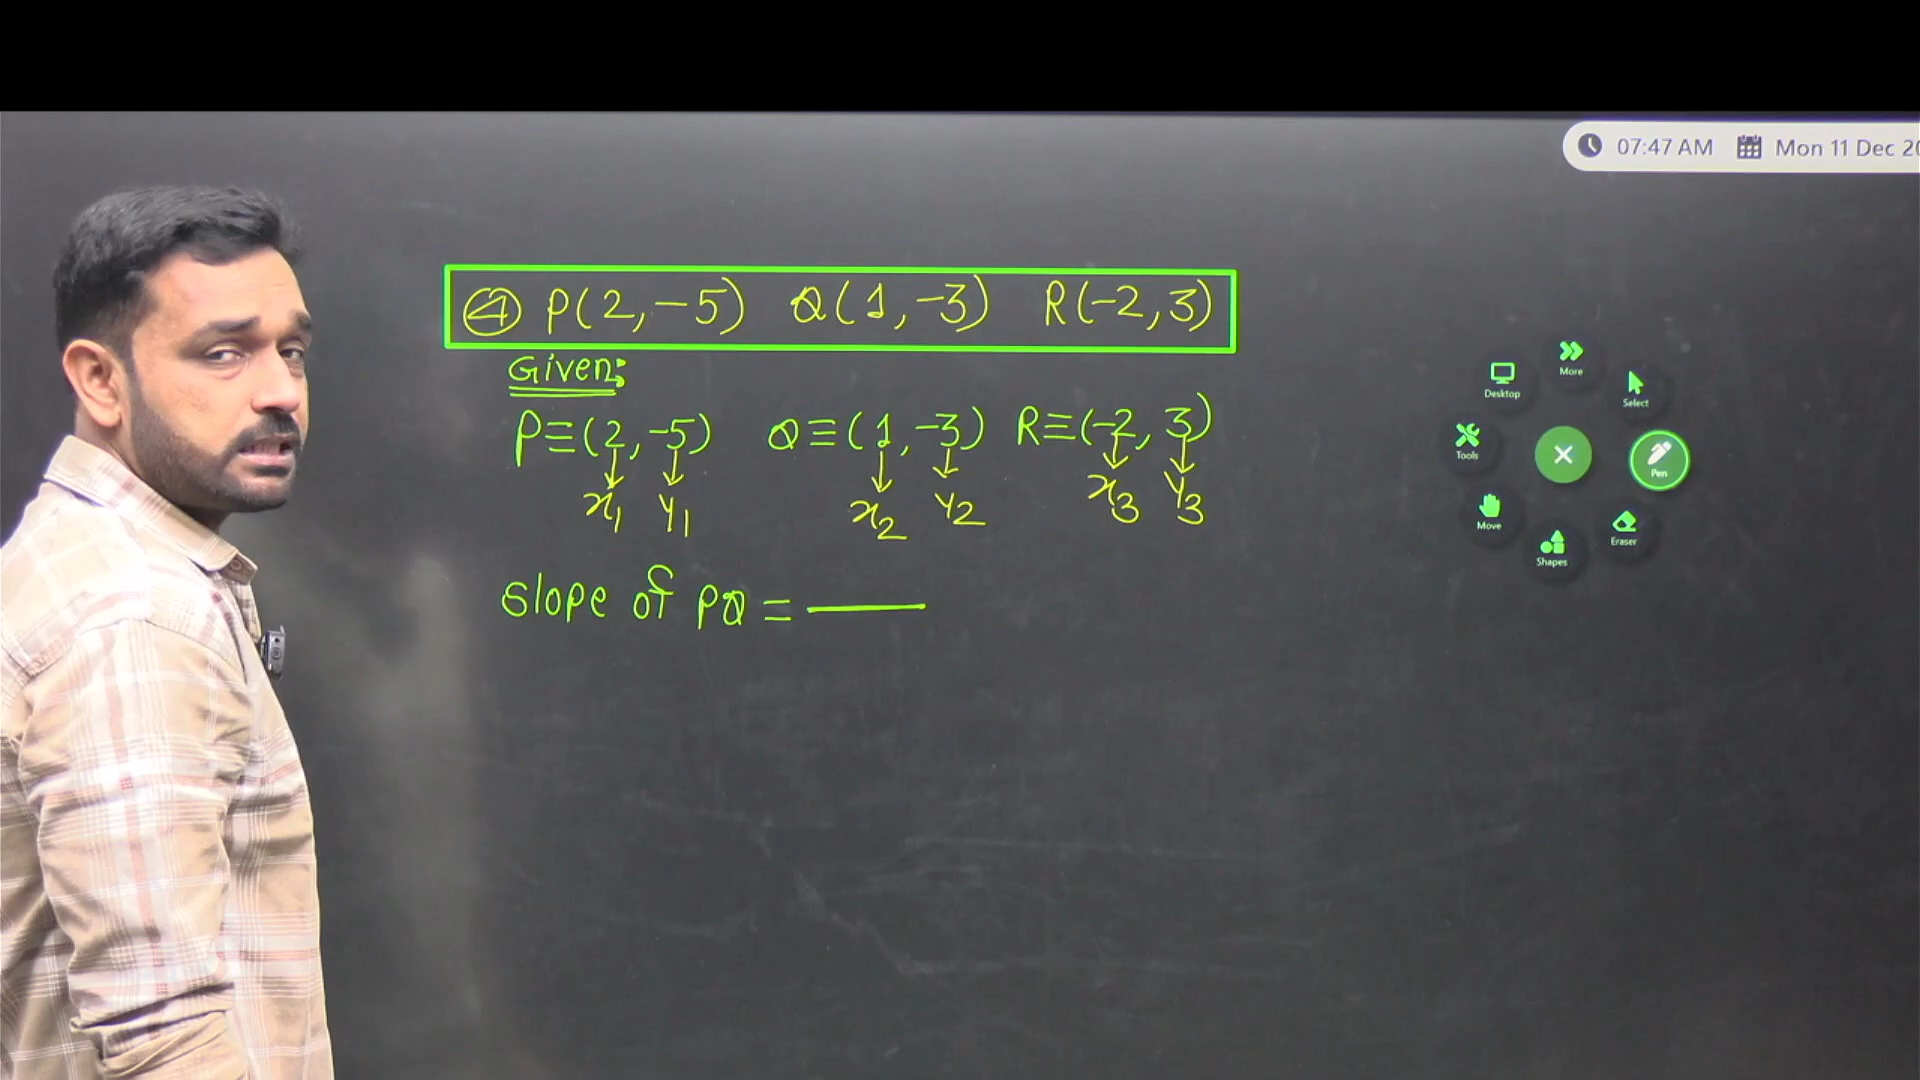 07:47 AM Mon 11 Dec 20
④ P(2,-5) Q(1,-3) R(-2,3)
Given:
P≡(2,-5) Q≡(1,-3) R≡(-2,3)
x₁ y₁ x₂ y₂ x₃ y₃
Slope of PQ =
More
Desktop
Select
Tools
Pen
Move
Eraser
Shapes